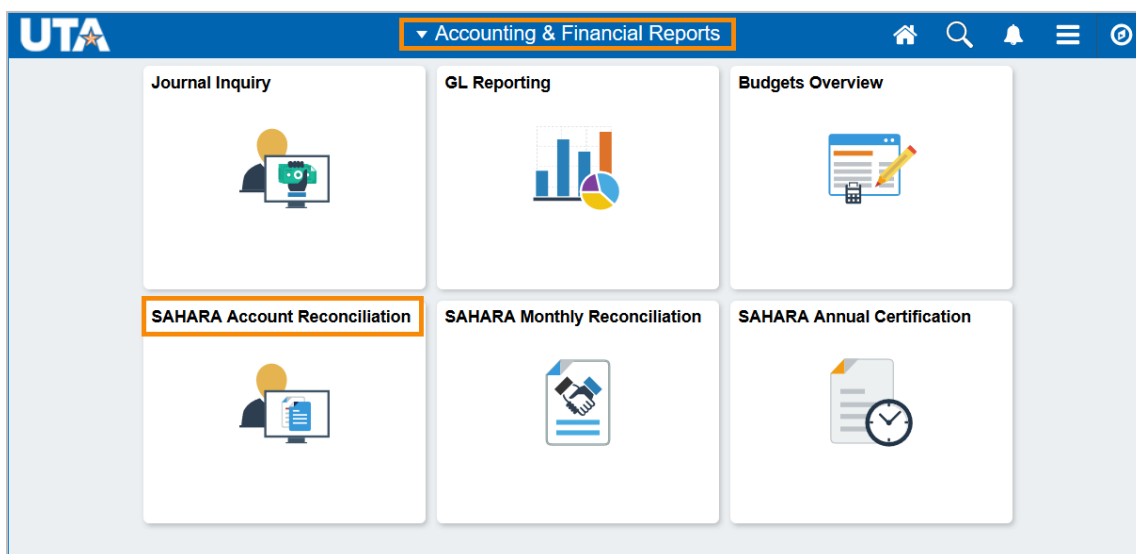 UTA
Accounting & Financial Reports
Journal Inquiry
GL Reporting
Budgets Overview
SAHARA Account Reconciliation
SAHARA Monthly Reconciliation
SAHARA Annual Certification